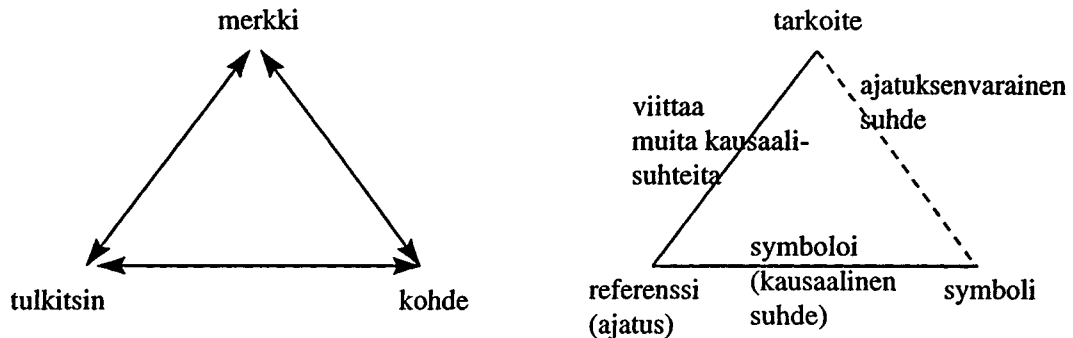 merkki
tulkitsin
kohde
tarkoite
viittaa
muita kausaali-
suhteita
ajatuksenvarainen
suhde
symboloi
(kausaalinen
suhde)
referenssi
(ajatus)
symboli